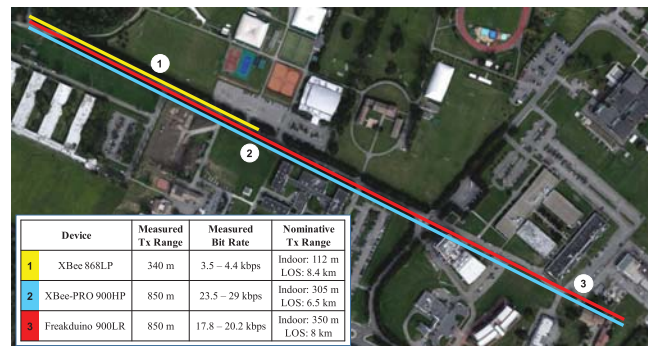 1
2
3
Device Measured Tx Range Measured Bit Rate Nominative Tx Range
1 XBee 868LP 340 m 3.5 – 4.4 kbps Indoor: 112 m LOS: 8.4 km
2 XBee-PRO 900HP 850 m 23.5 – 29 kbps Indoor: 305 m LOS: 6.5 km
3 Freakduino 900LR 850 m 17.8 – 20.2 kbps Indoor: 350 m LOS: 8 km